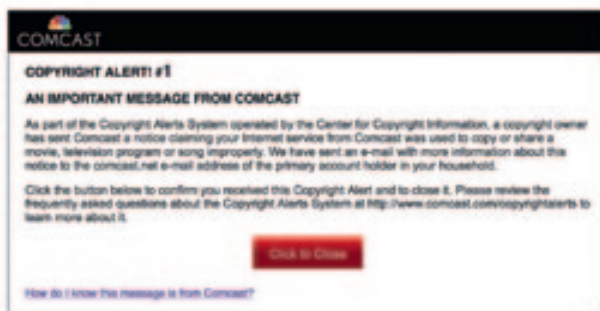 COMCAST
COPYRIGHT ALERT! #1
AN IMPORTANT MESSAGE FROM COMCAST
As part of the Copyright Alerts System operated by the Center for Copyright Information, a copyright owner
has sent Comcast a notice claiming your Internet service from Comcast was used to copy or share a
movie, television program or song improperly. We have sent an e-mail with more information about this
notice to the comcast.net e-mail address of the primary account holder in your household.
Click the button below to confirm you received this Copyright Alert and to close it. Please review the
frequently asked questions about the Copyright Alerts System at http://www.comcast.com/copyrightalerts to
learn more about it.
Click to Close
How do I know this message is from Comcast?